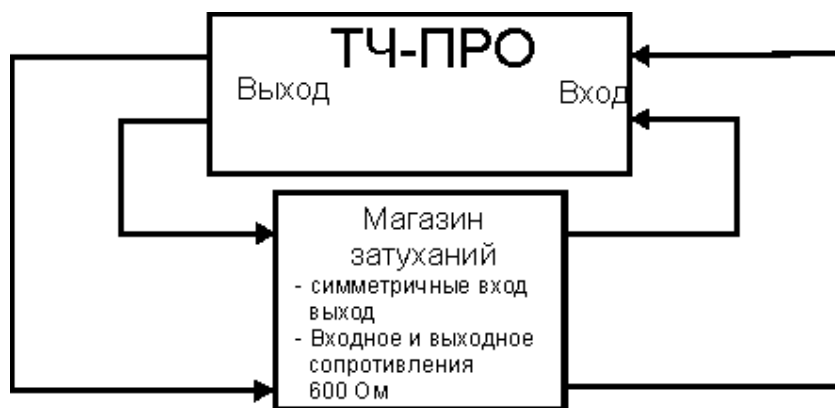 ТЧ-ПРО
Выход
Вход
Магазин
затуханий
- симметричные вход
выход
- Входное и выходное
сопротивления
600 Ом